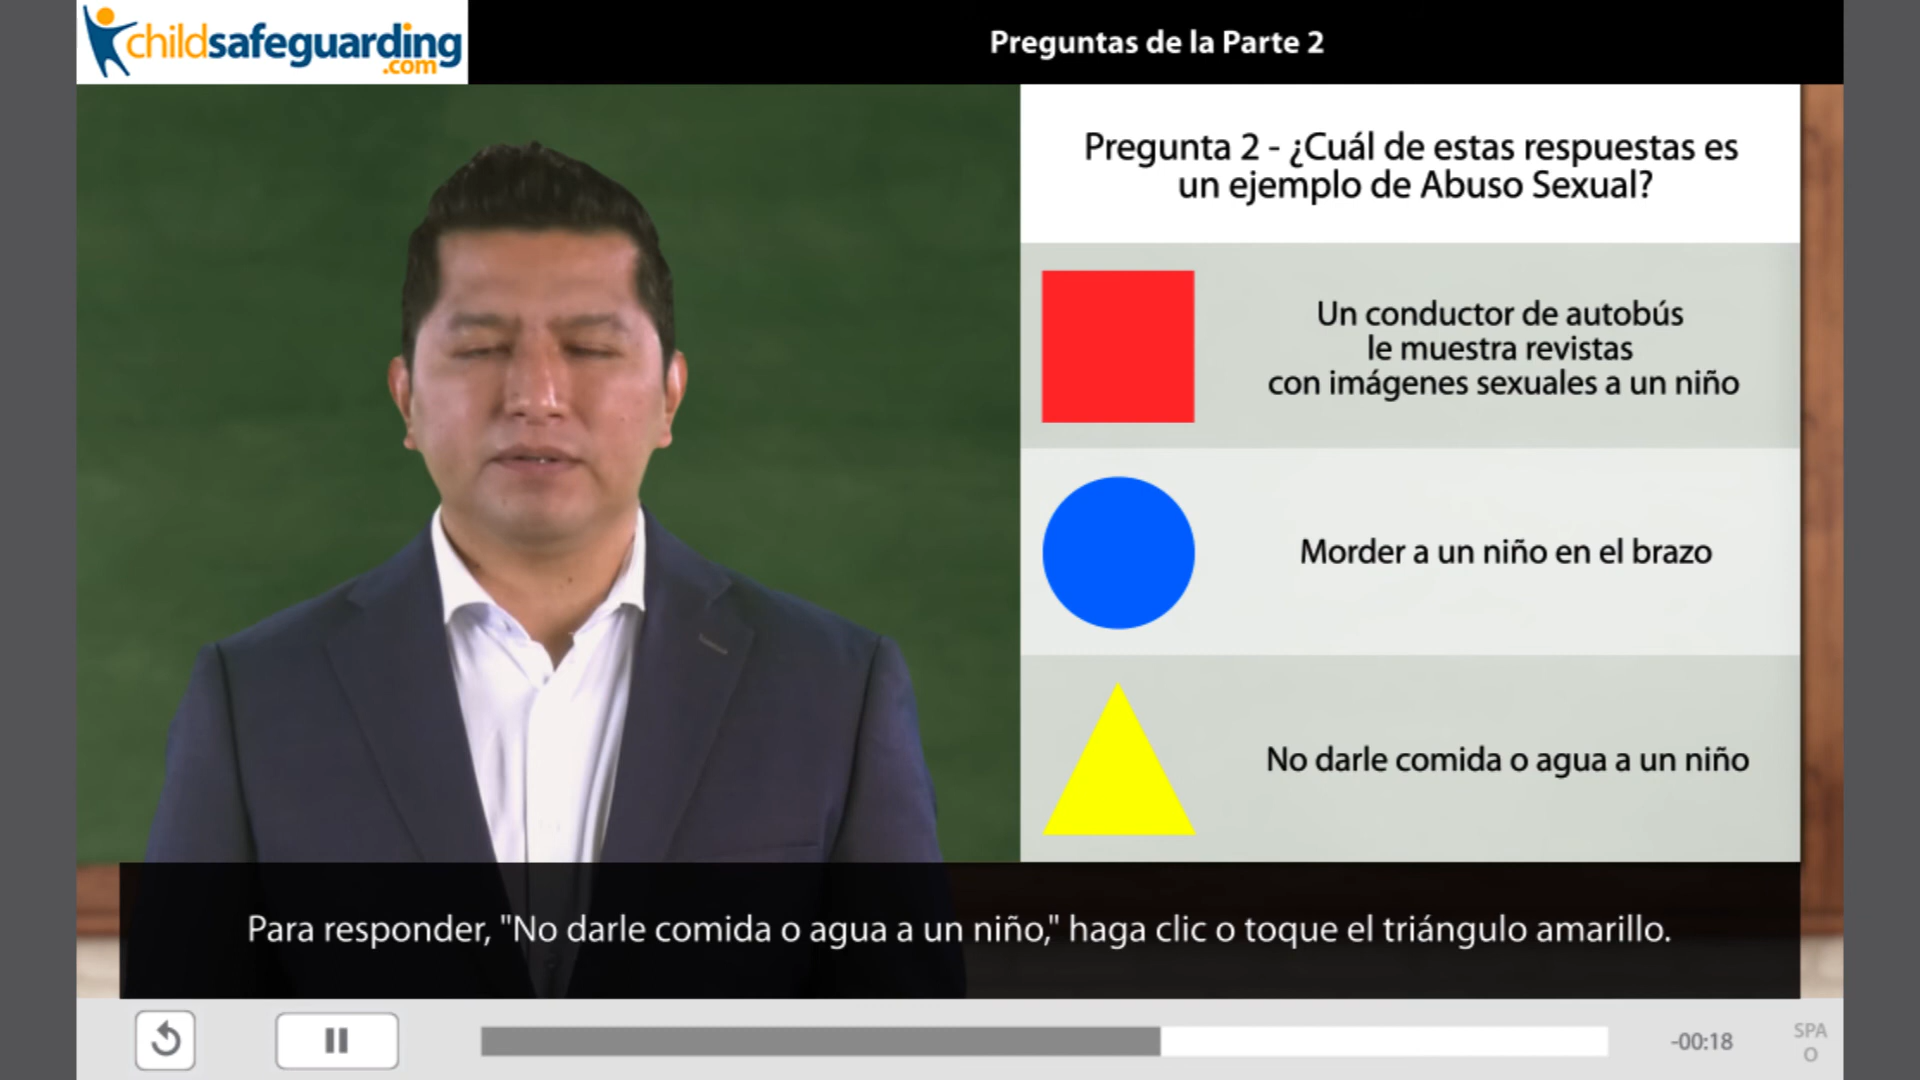 childsafeguarding
.com
Preguntas de la Parte 2
Pregunta 2 - ¿Cuál de estas respuestas es
un ejemplo de Abuso Sexual?
Un conductor de autobús
le muestra revistas
con imágenes sexuales a un niño
Morder a un niño en el brazo
No darle comida o agua a un niño
Para responder, "No darle comida o agua a un niño," haga clic o toque el triángulo amarillo.
-00:18
SPA
O